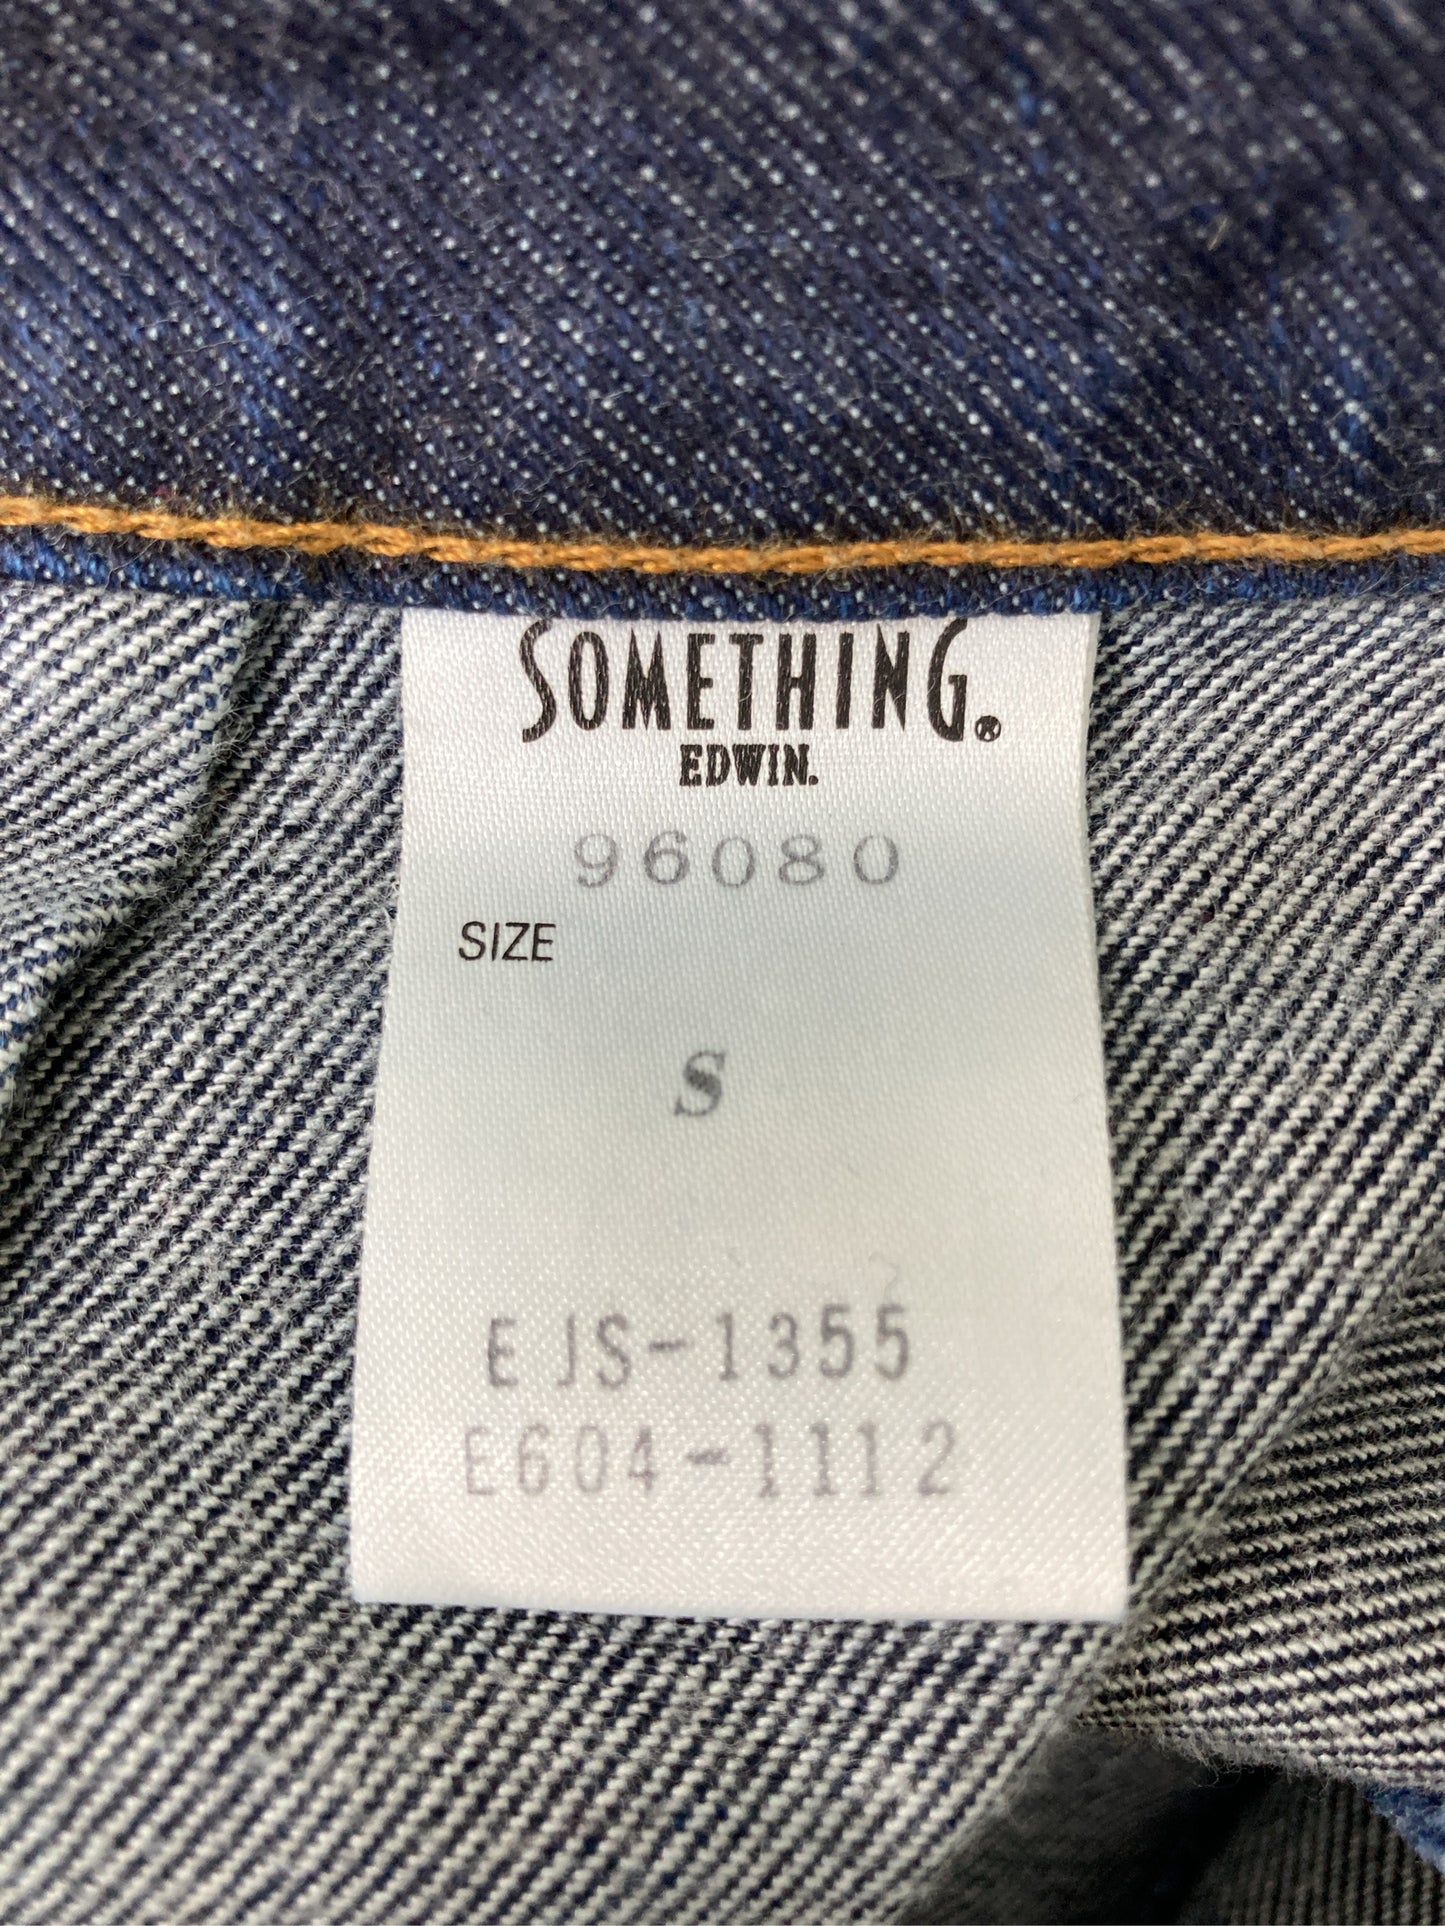 SOMETHING.®
EDWIN.
96080
SIZE
S
EJS-1355
E604-1112